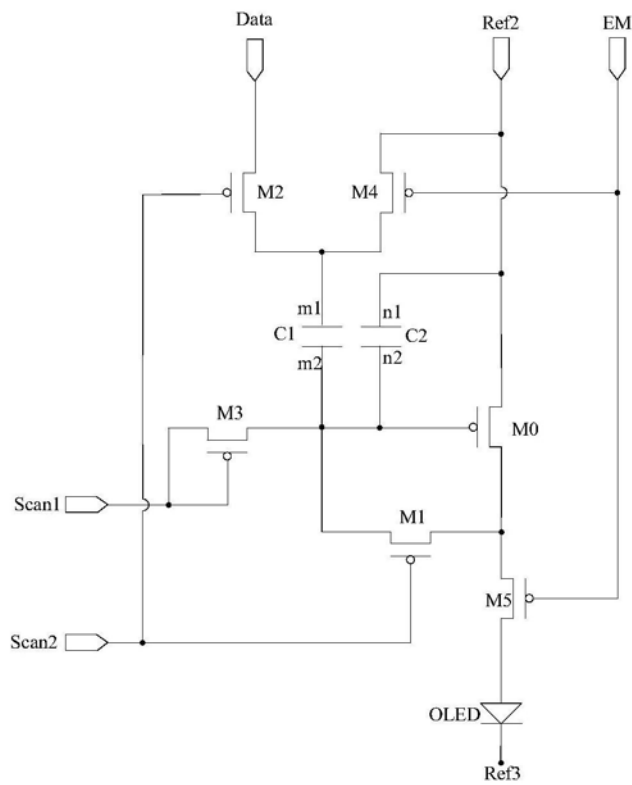 Data Ref2 EM
M2 M4
m1 n1
C1 C2
m2 n2
M3
M0
Scan1
M1
M5
Scan2
OLED
Ref3